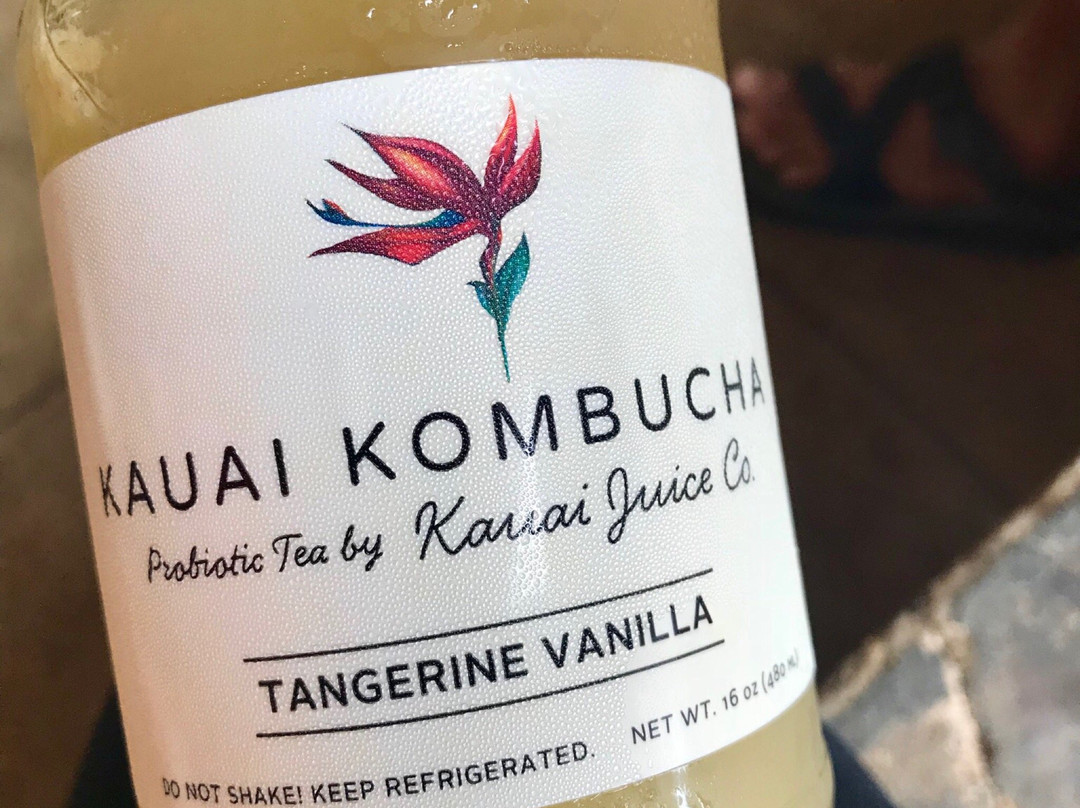 KAUAI KOMBUCHA
Probiotic Tea by Kauai Juice Co.
TANGERINE VANILLA
NET WT. 16 oz (480 mL)
DO NOT SHAKE! KEEP REFRIGERATED.